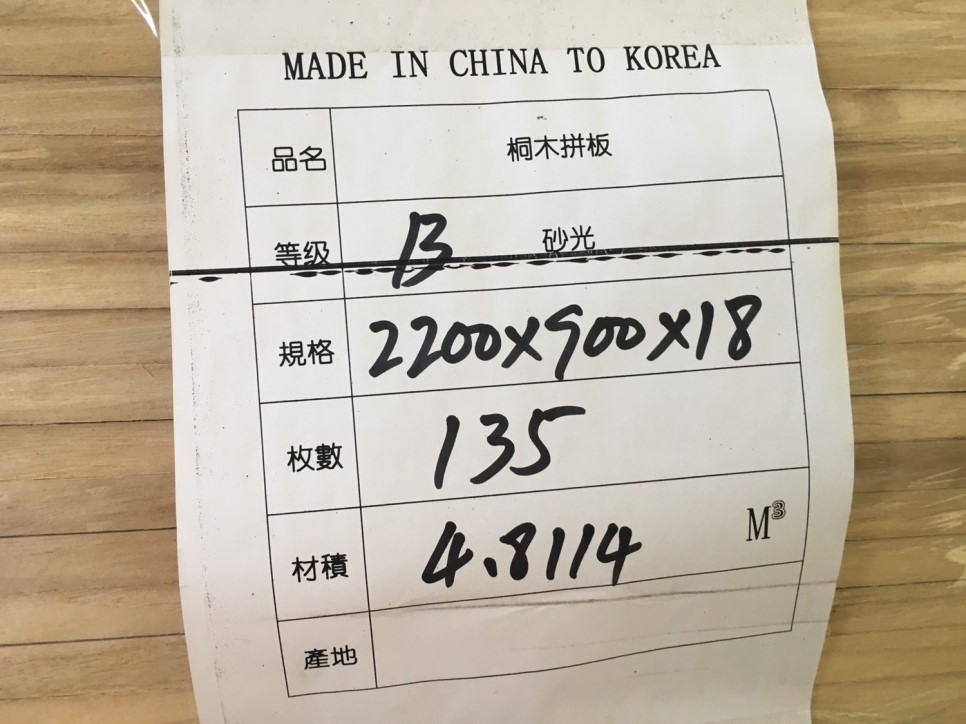 MADE IN CHINA TO KOREA
品名 桐木拼板
等级 B 砂光
規格 2200×900×18
枚數 135
材積 4.8114 M³
產地